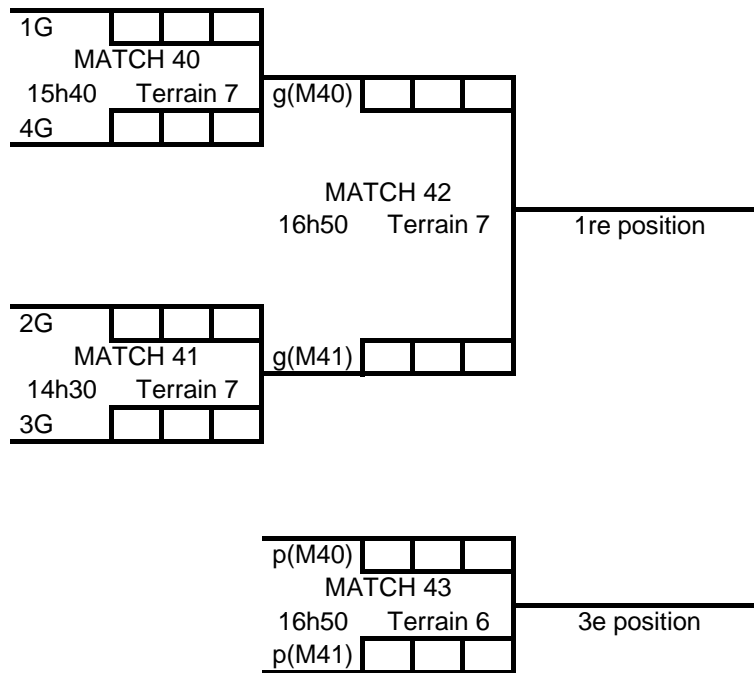 1G
MATCH 40
15h40 Terrain 7
4G
g(M40)
MATCH 42
16h50 Terrain 7
1re position
2G
MATCH 41
14h30 Terrain 7
3G
g(M41)
p(M40)
MATCH 43
16h50 Terrain 6
p(M41)
3e position